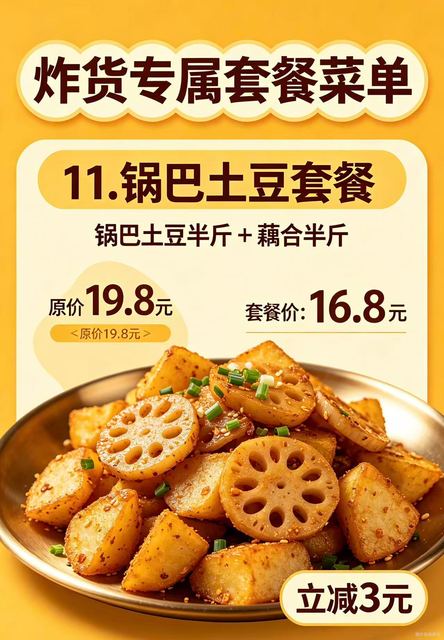 炸货专属套餐菜单
11.锅巴土豆套餐
锅巴土豆半斤 + 藕合半斤
原价19.8元
<原价19.8元>
套餐价：16.8元
立减3元